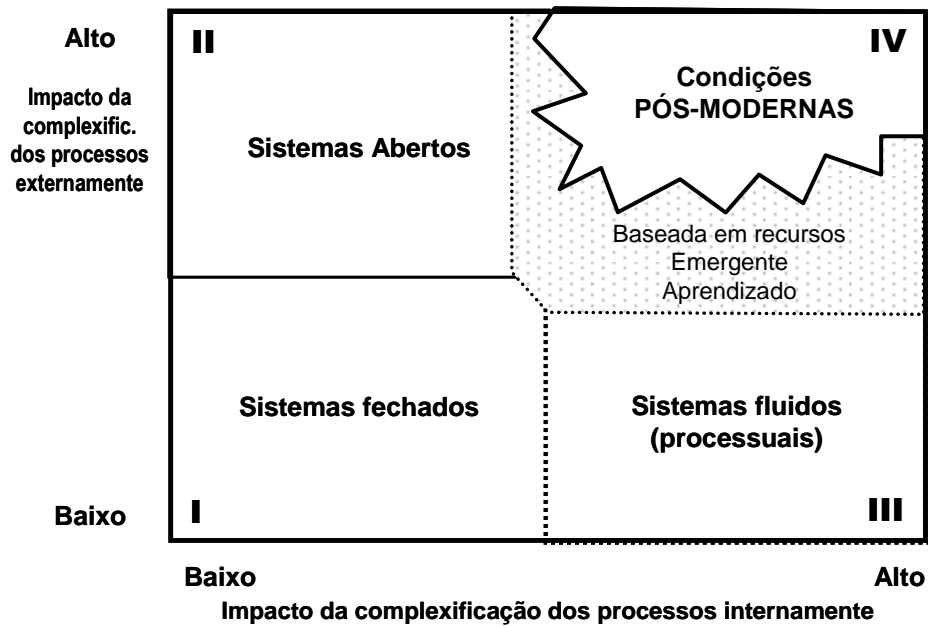 Alto
Impacto da
complexific.
dos processos
externamente
II
Sistemas Abertos
IV
Condições
PÓS-MODERNAS
Baseada em recursos
Emergente
Aprendizado
Sistemas fechados
Sistemas fluidos
(processuais)
Baixo
I
III
Baixo
Alto
Impacto da complexificação dos processos internamente